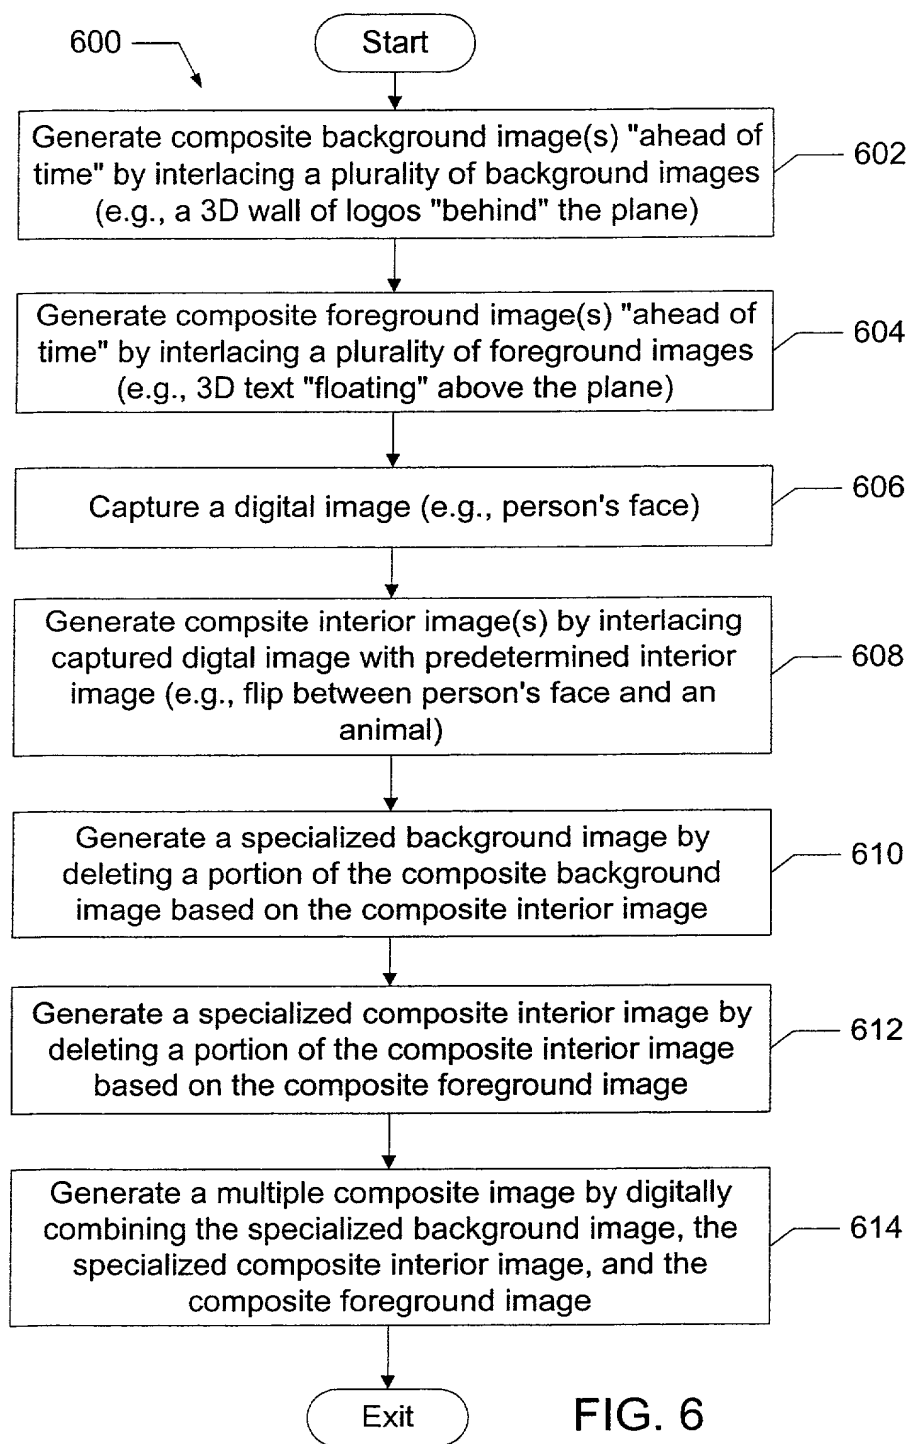 600
Start
Generate composite background image(s) "ahead of
time" by interlacing a plurality of background images
(e.g., a 3D wall of logos "behind" the plane)
602
Generate composite foreground image(s) "ahead of
time" by interlacing a plurality of foreground images
(e.g., 3D text "floating" above the plane)
604
Capture a digital image (e.g., person's face)
606
Generate compsite interior image(s) by interlacing
captured digtal image with predetermined interior
image (e.g., flip between person's face and an
animal)
608
Generate a specialized background image by
deleting a portion of the composite background
image based on the composite interior image
610
Generate a specialized composite interior image by
deleting a portion of the composite interior image
based on the composite foreground image
612
Generate a multiple composite image by digitally
combining the specialized background image, the
specialized composite interior image, and the
composite foreground image
614
Exit
FIG. 6